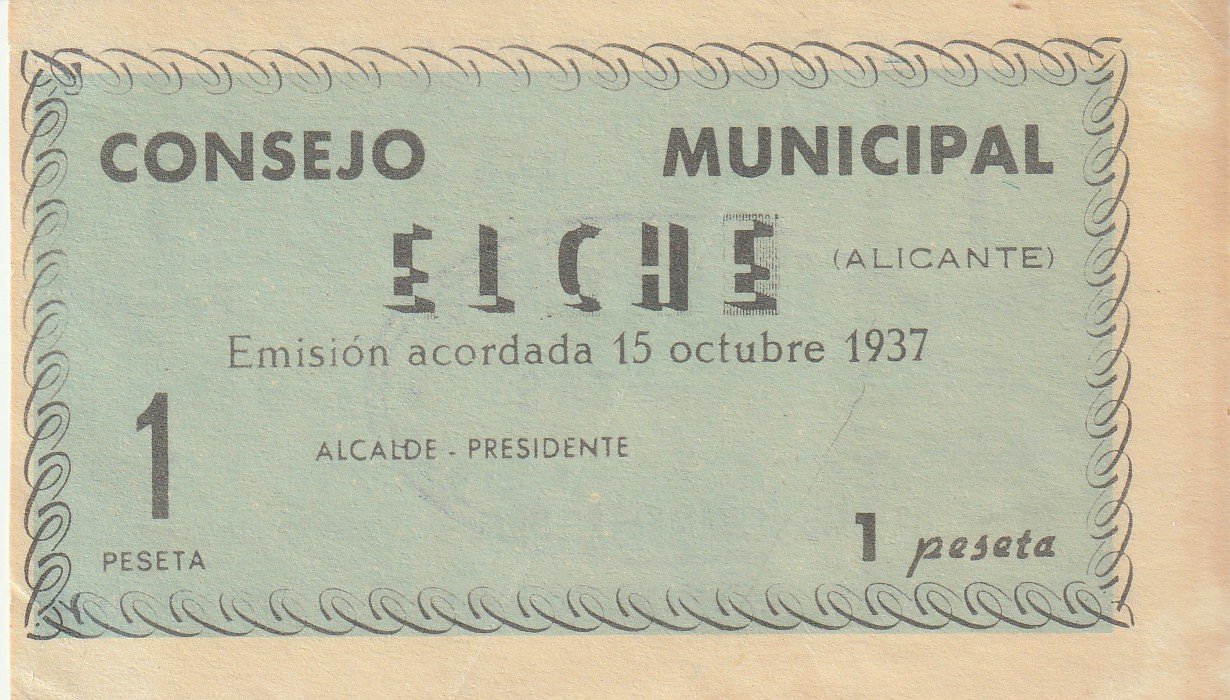 CONSEJO MUNICIPAL
ELCHE (ALICANTE)
Emisión acordada 15 octubre 1937
1
ALCALDE - PRESIDENTE
1 peseta
PESETA